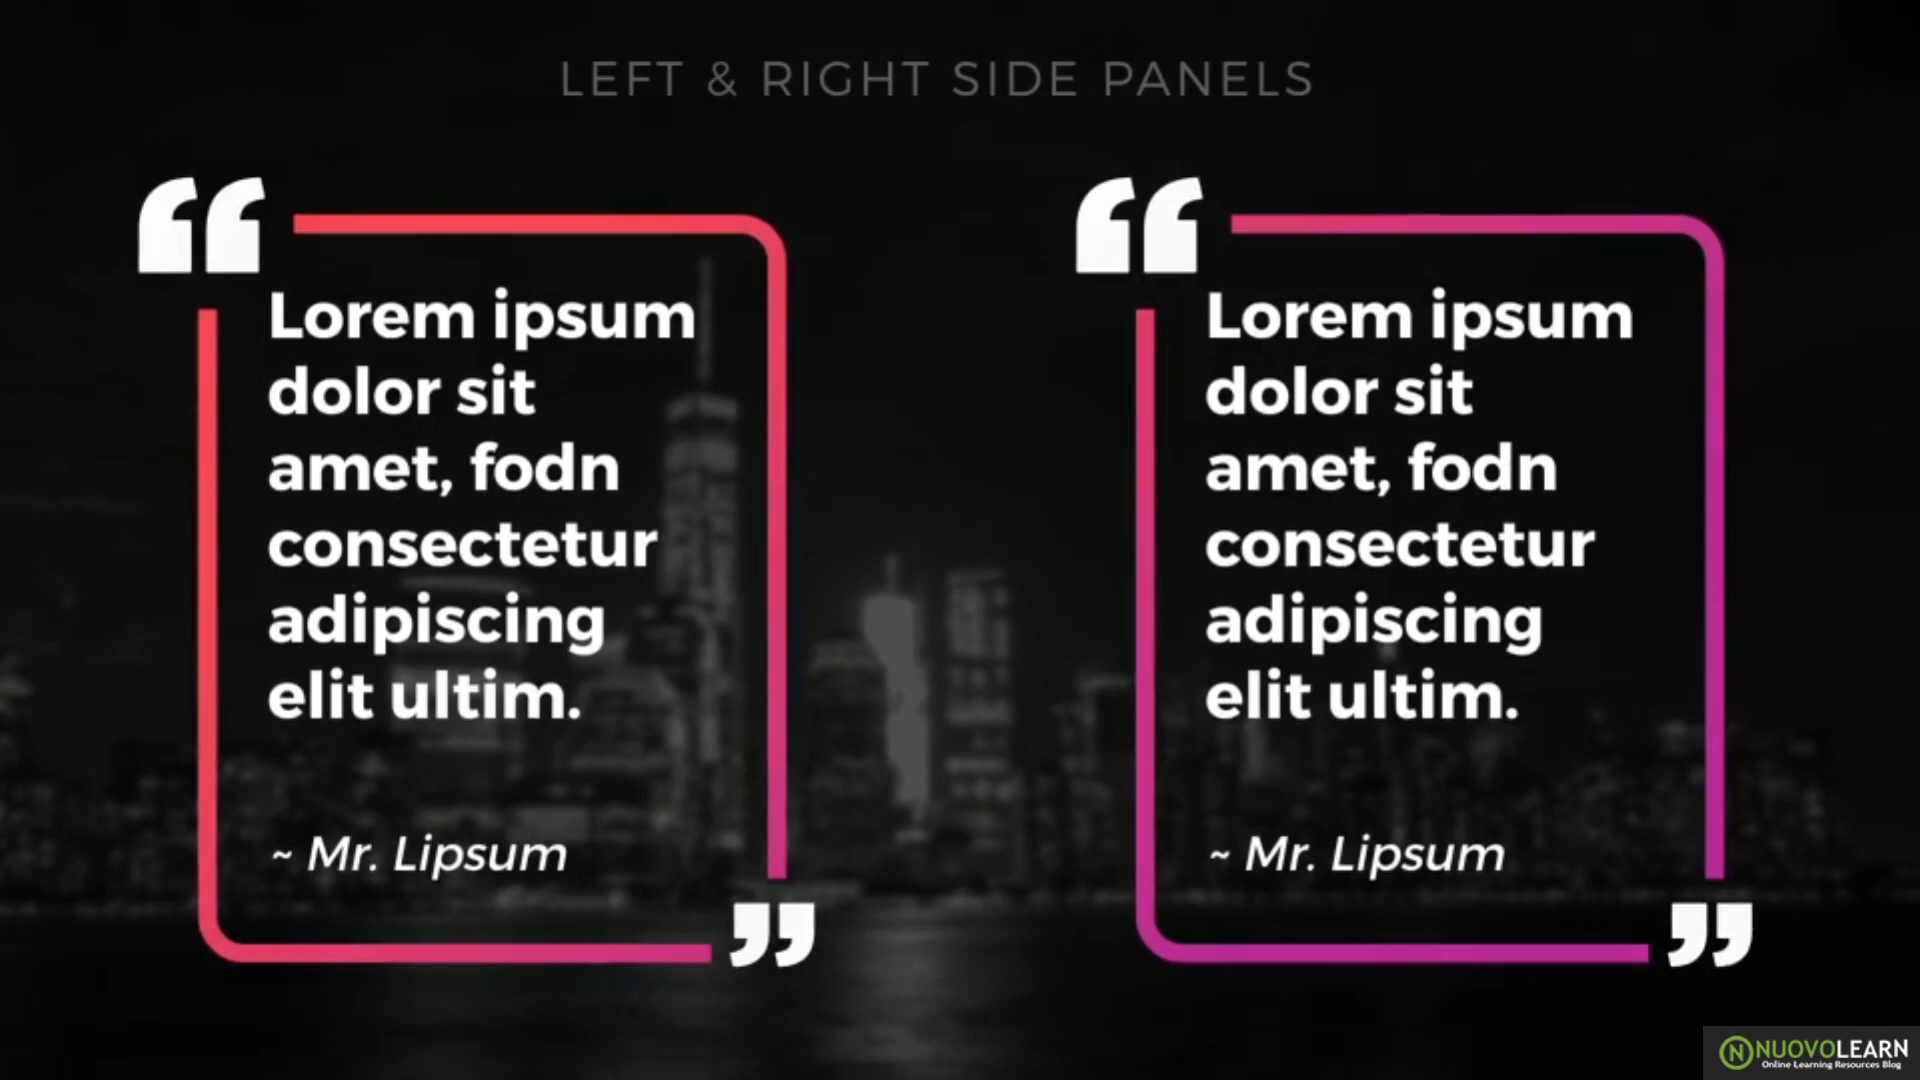 LEFT & RIGHT SIDE PANELS
“
Lorem ipsum
dolor sit
amet, fodn
consectetur
adipiscing
elit ultim.
~ Mr. Lipsum
”
“
Lorem ipsum
dolor sit
amet, fodn
consectetur
adipiscing
elit ultim.
~ Mr. Lipsum
”
N NUOVOLEARN
Online Learning Resources Blog